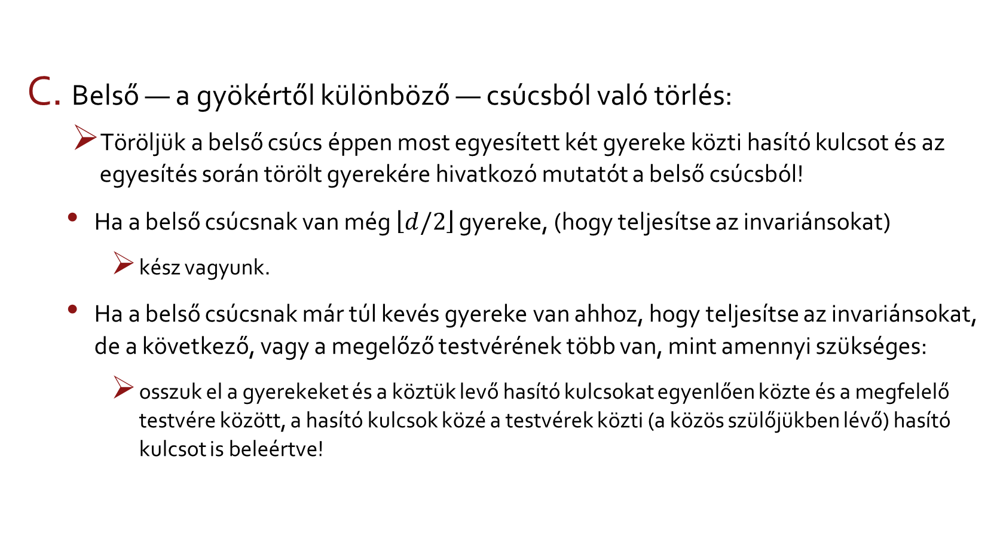 C. Belső — a gyökértől különböző — csúcsból való törlés:
➢ Töröljük a belső csúcs éppen most egyesített két gyereke közti hasító kulcsot és az
egyesítés során törölt gyerekére hivatkozó mutatót a belső csúcsból!
• Ha a belső csúcsnak van még ⌊d/2⌋ gyereke, (hogy teljesítse az invariánsokat)
➢ kész vagyunk.
• Ha a belső csúcsnak már túl kevés gyereke van ahhoz, hogy teljesítse az invariánsokat,
de a következő, vagy a megelőző testvérének több van, mint amennyi szükséges:
➢ osszuk el a gyerekeket és a köztük levő hasító kulcsokat egyenlően közte és a megfelelő
testvére között, a hasító kulcsok közé a testvérek közti (a közös szülőjükben lévő) hasító
kulcsot is beleértve!